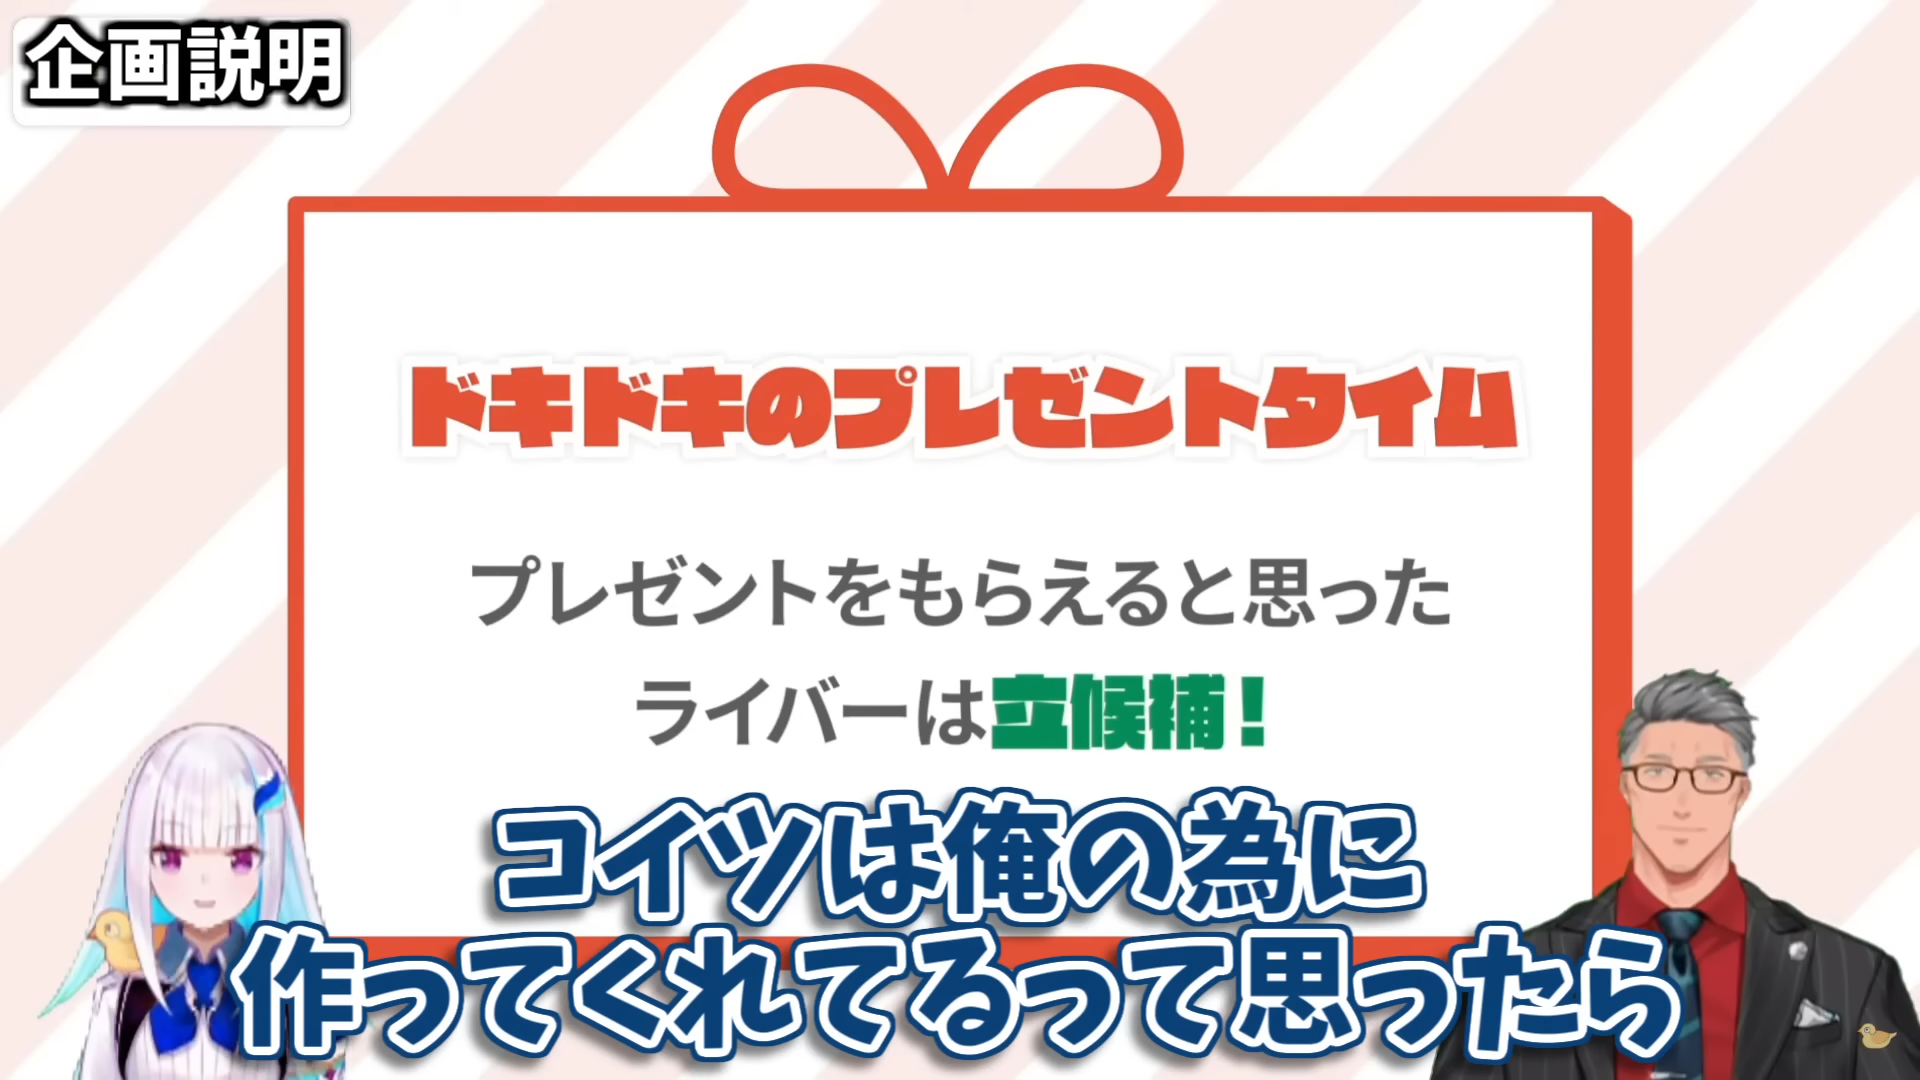 企画説明
ドキドキのプレゼントタイム
プレゼントをもらえると思った
ライバーは立候補！
コイツは俺の為に
作ってくれてるって思ったら